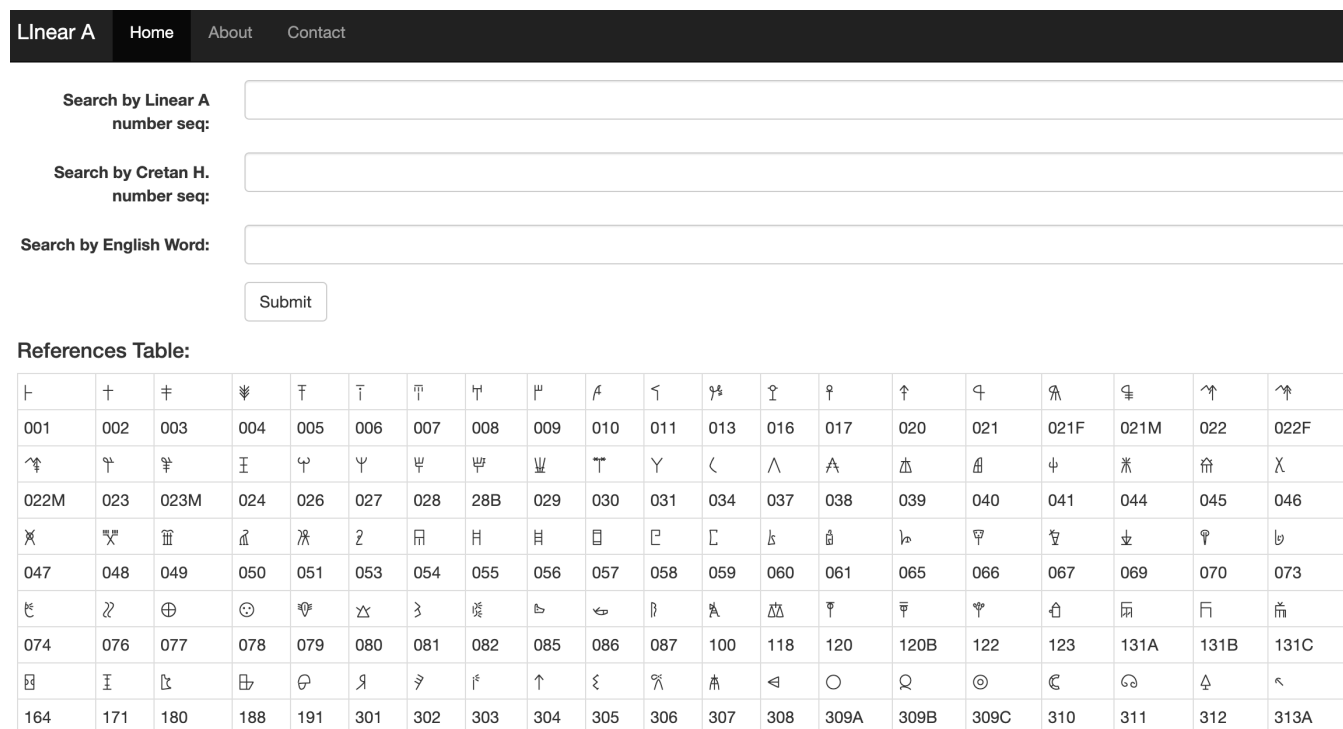 LInear A Home About Contact
Search by Linear A
number seq:
Search by Cretan H.
number seq:
Search by English Word:
Submit
References Table:
𐘀 𐘁 𐘂 𐘃 𐘄 𐘅 𐘆 𐘇 𐘈 𐘉 𐘊 𐘋 𐘌 𐘍 𐘎 𐘏 𐘐 𐘑 𐘒 𐘓
001 002 003 004 005 006 007 008 009 010 011 013 016 017 020 021 021F 021M 022 022F
𐘔 𐘕 𐘖 𐘗 𐘘 𐘙 𐘚 𐘛 𐘜 𐘝 𐘞 𐘟 𐘠 𐘡 𐘢 𐘣 𐘤 𐘥 𐘦 𐘧
022M 023 023M 024 026 027 028 28B 029 030 031 034 037 038 039 040 041 044 045 046
𐘨 𐘩 𐘪 𐘫 𐘬 𐘭 𐘮 𐘯 𐘰 𐘱 𐘲 𐘳 𐘴 𐘵 𐘶 𐘷 𐘸 𐘹 𐘺 𐘻
047 048 049 050 051 053 054 055 056 057 058 059 060 061 065 066 067 069 070 073
𐘼 𐘽 𐘾 𐘿 𐙀 𐙁 𐙂 𐙃 𐙄 𐙅 𐙆 𐙇 𐙈 𐙉 𐙊 𐙋 𐙌 𐙍 𐙎 𐙏
074 076 077 078 079 080 081 082 085 086 087 100 118 120 120B 122 123 131A 131B 131C
𐙐 𐙑 𐙒 𐙓 𐙔 𐙕 𐙖 𐙗 𐙘 𐙙 𐙚 𐙛 𐙜 𐙝 𐙞 𐙟 𐙠 𐙡 𐙢 𐙣
164 171 180 188 191 301 302 303 304 305 306 307 308 309A 309B 309C 310 311 312 313A